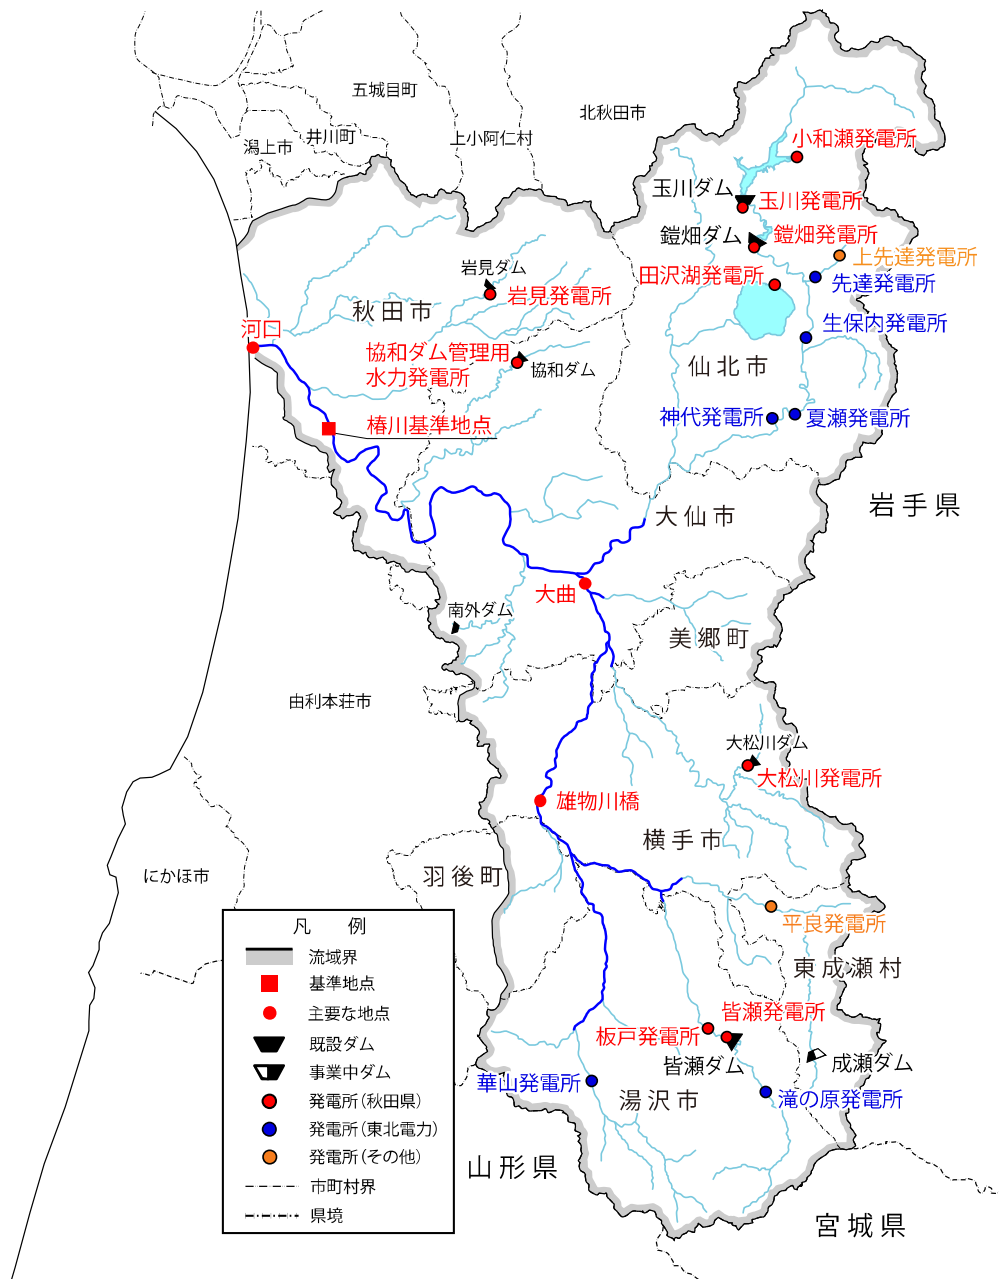 五城目町
北秋田市
井川町
潟上市
上小阿仁村
小和瀬発電所
玉川ダム
玉川発電所
鎧畑ダム
鎧畑発電所
上先達発電所
岩見ダム
田沢湖発電所
先達発電所
岩見発電所
秋田市
河口
生保内発電所
協和ダム管理用
水力発電所
協和ダム
仙北市
椿川基準地点
神代発電所
夏瀬発電所
岩手県
大仙市
大曲
南外ダム
美郷町
由利本荘市
大松川ダム
大松川発電所
雄物川橋
横手市
にかほ市
羽後町
平良発電所
東成瀬村
皆瀬発電所
板戸発電所
皆瀬ダム
成瀬ダム
華山発電所
湯沢市
滝の原発電所
山形県
宮城県
凡 例
流域界
基準地点
主要な地点
既設ダム
事業中ダム
発電所(秋田県)
発電所(東北電力)
発電所(その他)
市町村界
県境